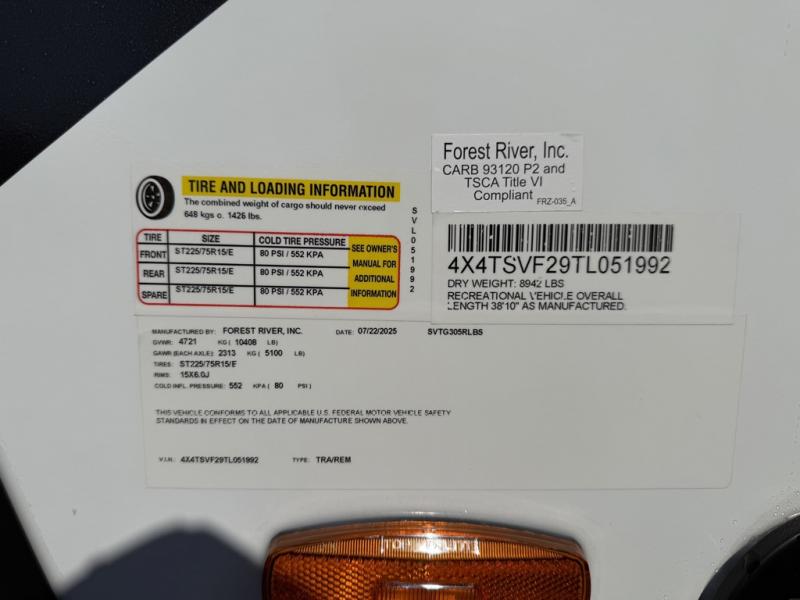 Forest River, Inc.
CARB 93120 P2 and
TSCA Title VI
Compliant FRZ-035_A
TIRE AND LOADING INFORMATION
The combined weight of cargo should never exceed
648 kgs o. 1426 lbs.
TIRE SIZE COLD TIRE PRESSURE
FRONT ST225/75R15/E 80 PSI / 552 KPA
REAR ST225/75R15/E 80 PSI / 552 KPA
SPARE ST225/75R15/E 80 PSI / 552 KPA
SEE OWNER'S
MANUAL FOR
ADDITIONAL
INFORMATION
SVL051992
4X4TSVF29TL051992
DRY WEIGHT: 8942 LBS
RECREATIONAL VEHICLE OVERALL
LENGTH 38'10" AS MANUFACTURED.
MANUFACTURED BY: FOREST RIVER, INC. DATE: 07/22/2025 SVTG305RLBS
GVWR: 4721 KG ( 10408 LB)
GAWR (EACH AXLE): 2313 KG ( 5100 LB)
TIRES: ST225/75R15/E
RIMS: 15X6.0J
COLD INFL. PRESSURE: 552 KPA ( 80 PSI)
THIS VEHICLE CONFORMS TO ALL APPLICABLE U.S. FEDERAL MOTOR VEHICLE SAFETY
STANDARDS IN EFFECT ON THE DATE OF MANUFACTURE SHOWN ABOVE.
V.I.N.: 4X4TSVF29TL051992 TYPE: TRA/REM